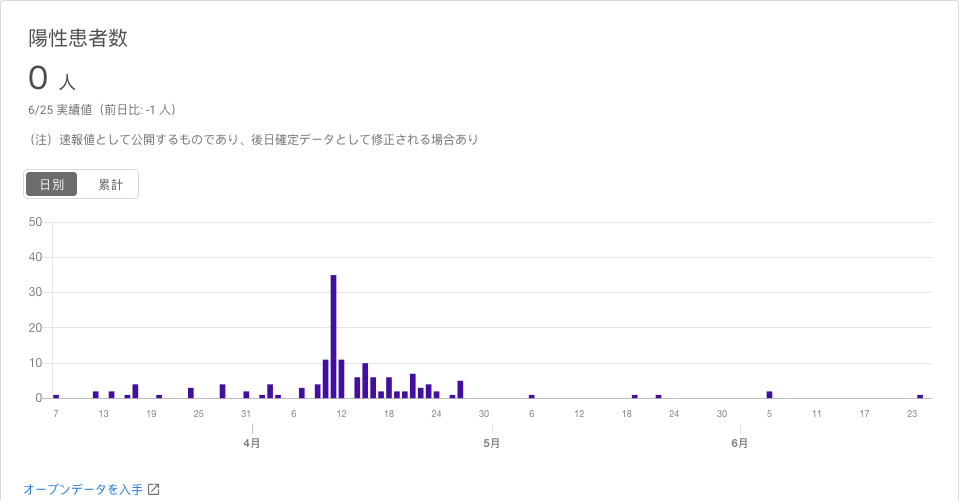 陽性患者数
0 人
6/25 実績値（前日比: -1 人）
（注）速報値として公開するものであり、後日確定データとして修正される場合あり
日別 累計
50
40
30
20
10
0
7 13 19 25 31 6 12 18 24 30 6 12 18 24 30 5 11 17 23
4月 5月 6月
オープンデータを入手